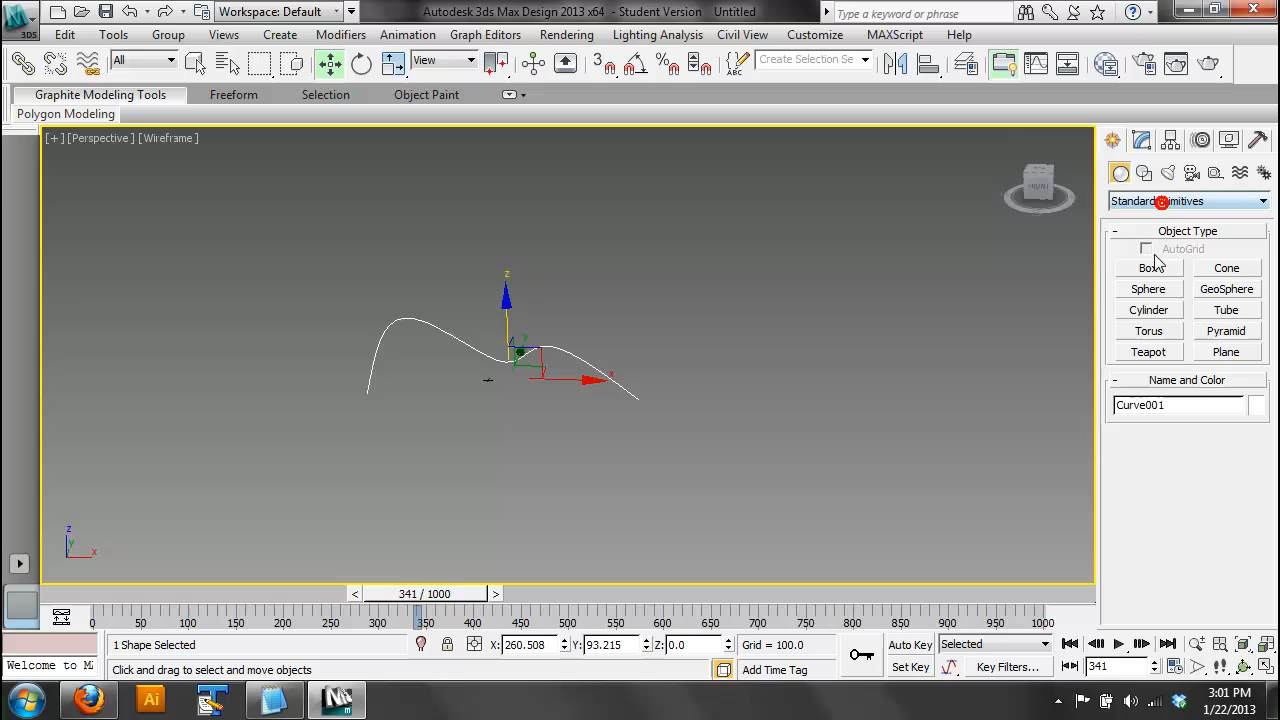 3DS
Workspace: Default
Autodesk 3ds Max Design 2013 x64 - Student Version Untitled
Type a keyword or phrase
Edit Tools Group Views Create Modifiers Animation Graph Editors Rendering Lighting Analysis Civil View Customize MAXScript Help
All View 3 Create Selection Se
Graphite Modeling Tools Freeform Selection Object Paint
Polygon Modeling
[ + ] [Perspective ] [Wireframe ]
z
y
x
z
y
x
Object Type
AutoGrid
Cone
Sphere GeoSphere
Cylinder Tube
Torus Pyramid
Teapot Plane
Name and Color
Curve001
< 341 / 1000 >
0 50 100 150 200 250 300 350 400 450 500 550 600 650 700 750 800 850 900 950 1000
1 Shape Selected X: 260.508 Y: 93.215 Z: 0.0 Grid = 100.0 Auto Key Selected
Welcome to M Click and drag to select and move objects Add Time Tag Set Key Key Filters... 341
Ai
3:01 PM
1/22/2013